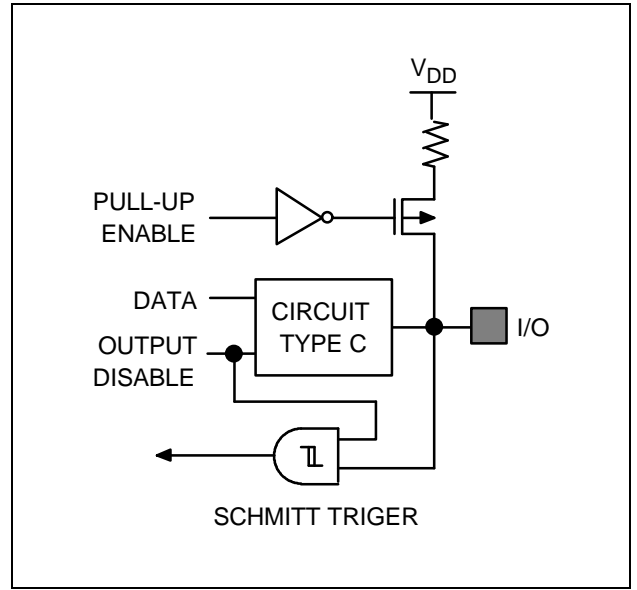 VDD
PULL-UP
ENABLE
DATA
CIRCUIT
TYPE C
I/O
OUTPUT
DISABLE
SCHMITT TRIGER